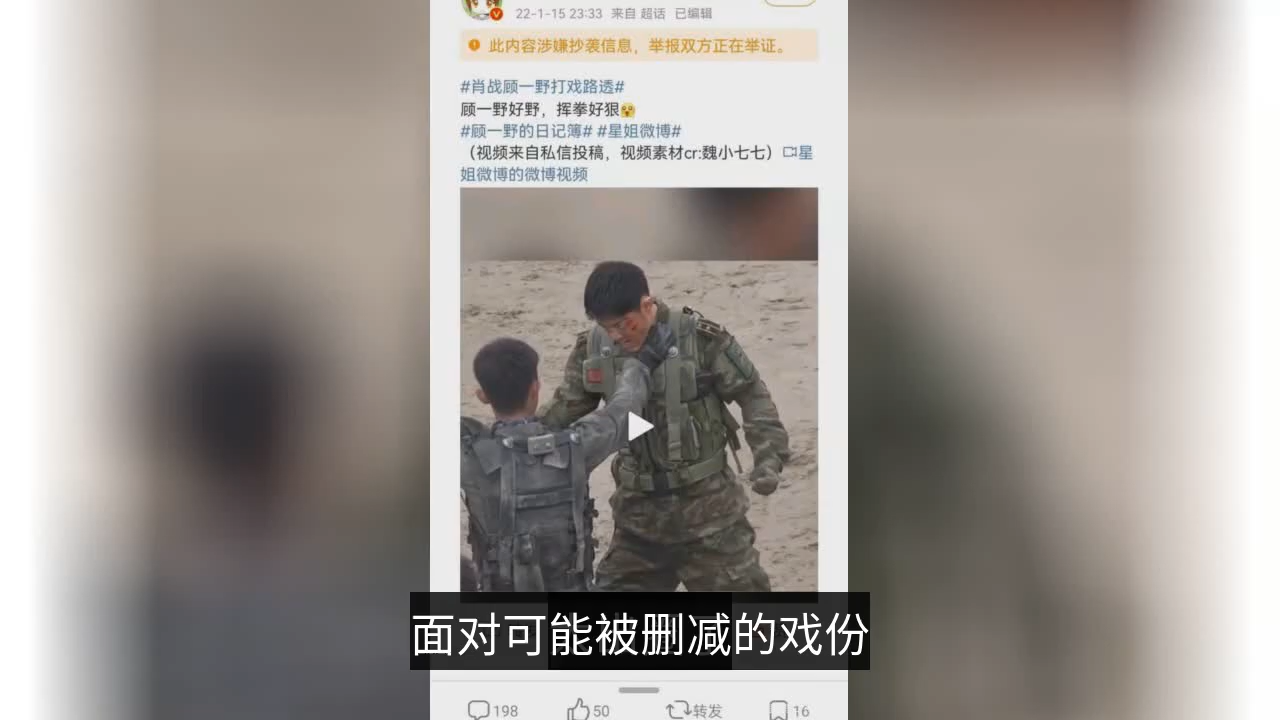 22-1-15 23:33 来自 超话 已编辑
此内容涉嫌抄袭信息，举报双方正在举证。
#肖战顾一野打戏路透#
顾一野好野，挥拳好狠
#顾一野的日记簿# #星姐微博#
（视频来自私信投稿，视频素材cr:魏小七七）星
姐微博的微博视频
面对可能被删减的戏份
198 50 转发 16